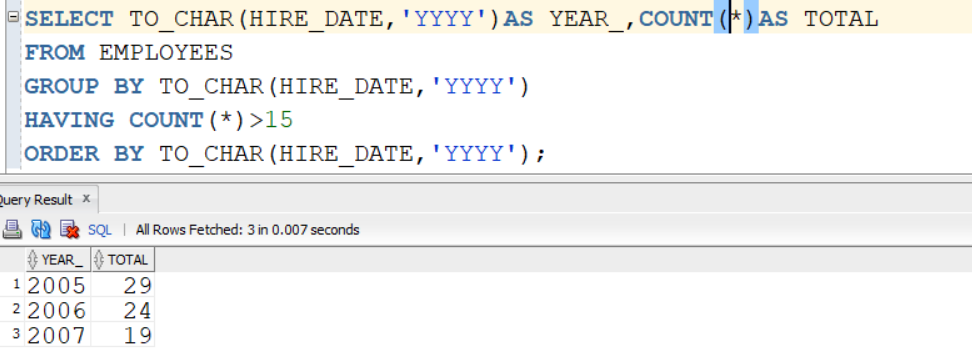 SELECT TO_CHAR(HIRE_DATE,'YYYY')AS YEAR_,COUNT(*)AS TOTAL
FROM EMPLOYEES
GROUP BY TO_CHAR(HIRE_DATE,'YYYY')
HAVING COUNT(*)>15
ORDER BY TO_CHAR(HIRE_DATE,'YYYY');
Query Result x
SQL | All Rows Fetched: 3 in 0.007 seconds
YEAR_ TOTAL
1 2005 29
2 2006 24
3 2007 19